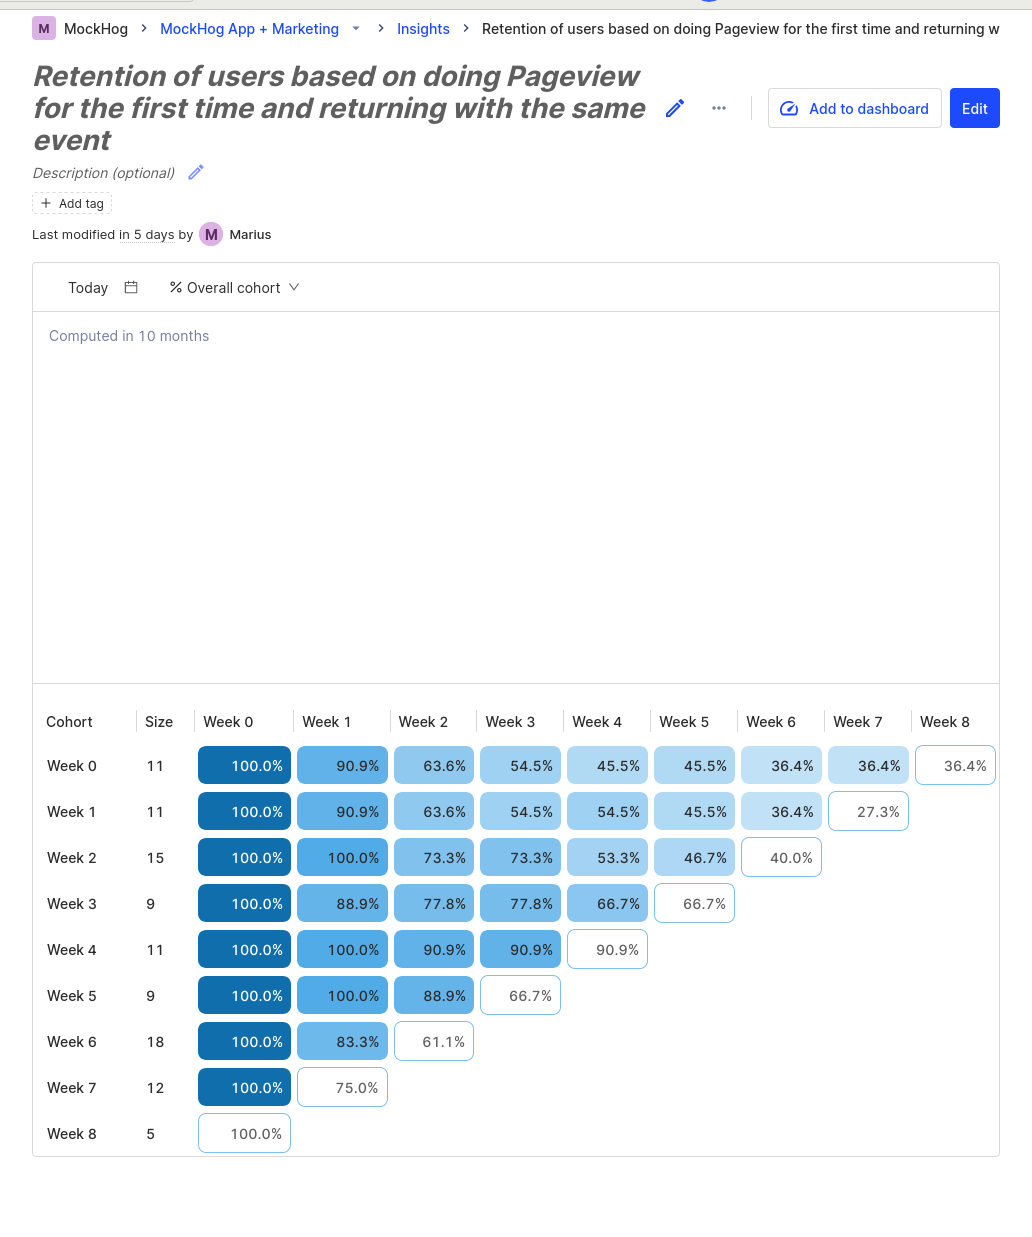 M MockHog > MockHog App + Marketing > Insights > Retention of users based on doing Pageview for the first time and returning w
Retention of users based on doing Pageview
for the first time and returning with the same
event
Add to dashboard
Edit
Description (optional)
+ Add tag
Last modified in 5 days by M Marius
Today % Overall cohort
Computed in 10 months
Cohort Size Week 0 Week 1 Week 2 Week 3 Week 4 Week 5 Week 6 Week 7 Week 8
Week 0 11 100.0% 90.9% 63.6% 54.5% 45.5% 45.5% 36.4% 36.4% 36.4%
Week 1 11 100.0% 90.9% 63.6% 54.5% 54.5% 45.5% 36.4% 27.3%
Week 2 15 100.0% 100.0% 73.3% 73.3% 53.3% 46.7% 40.0%
Week 3 9 100.0% 88.9% 77.8% 77.8% 66.7% 66.7%
Week 4 11 100.0% 100.0% 90.9% 90.9% 90.9%
Week 5 9 100.0% 100.0% 88.9% 66.7%
Week 6 18 100.0% 83.3% 61.1%
Week 7 12 100.0% 75.0%
Week 8 5 100.0%